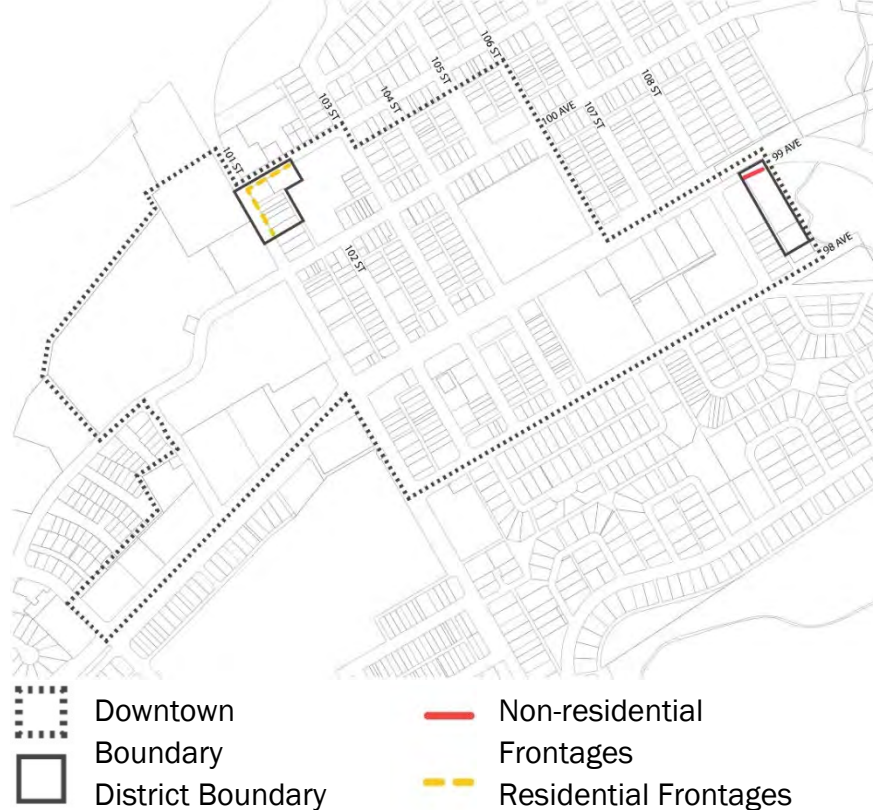 106 ST
105 ST
108 ST
104 ST
103 ST
100 AVE
107 ST
101 ST
99 AVE
98 AVE
102 ST
Downtown
Boundary
District Boundary
Non-residential
Frontages
Residential Frontages